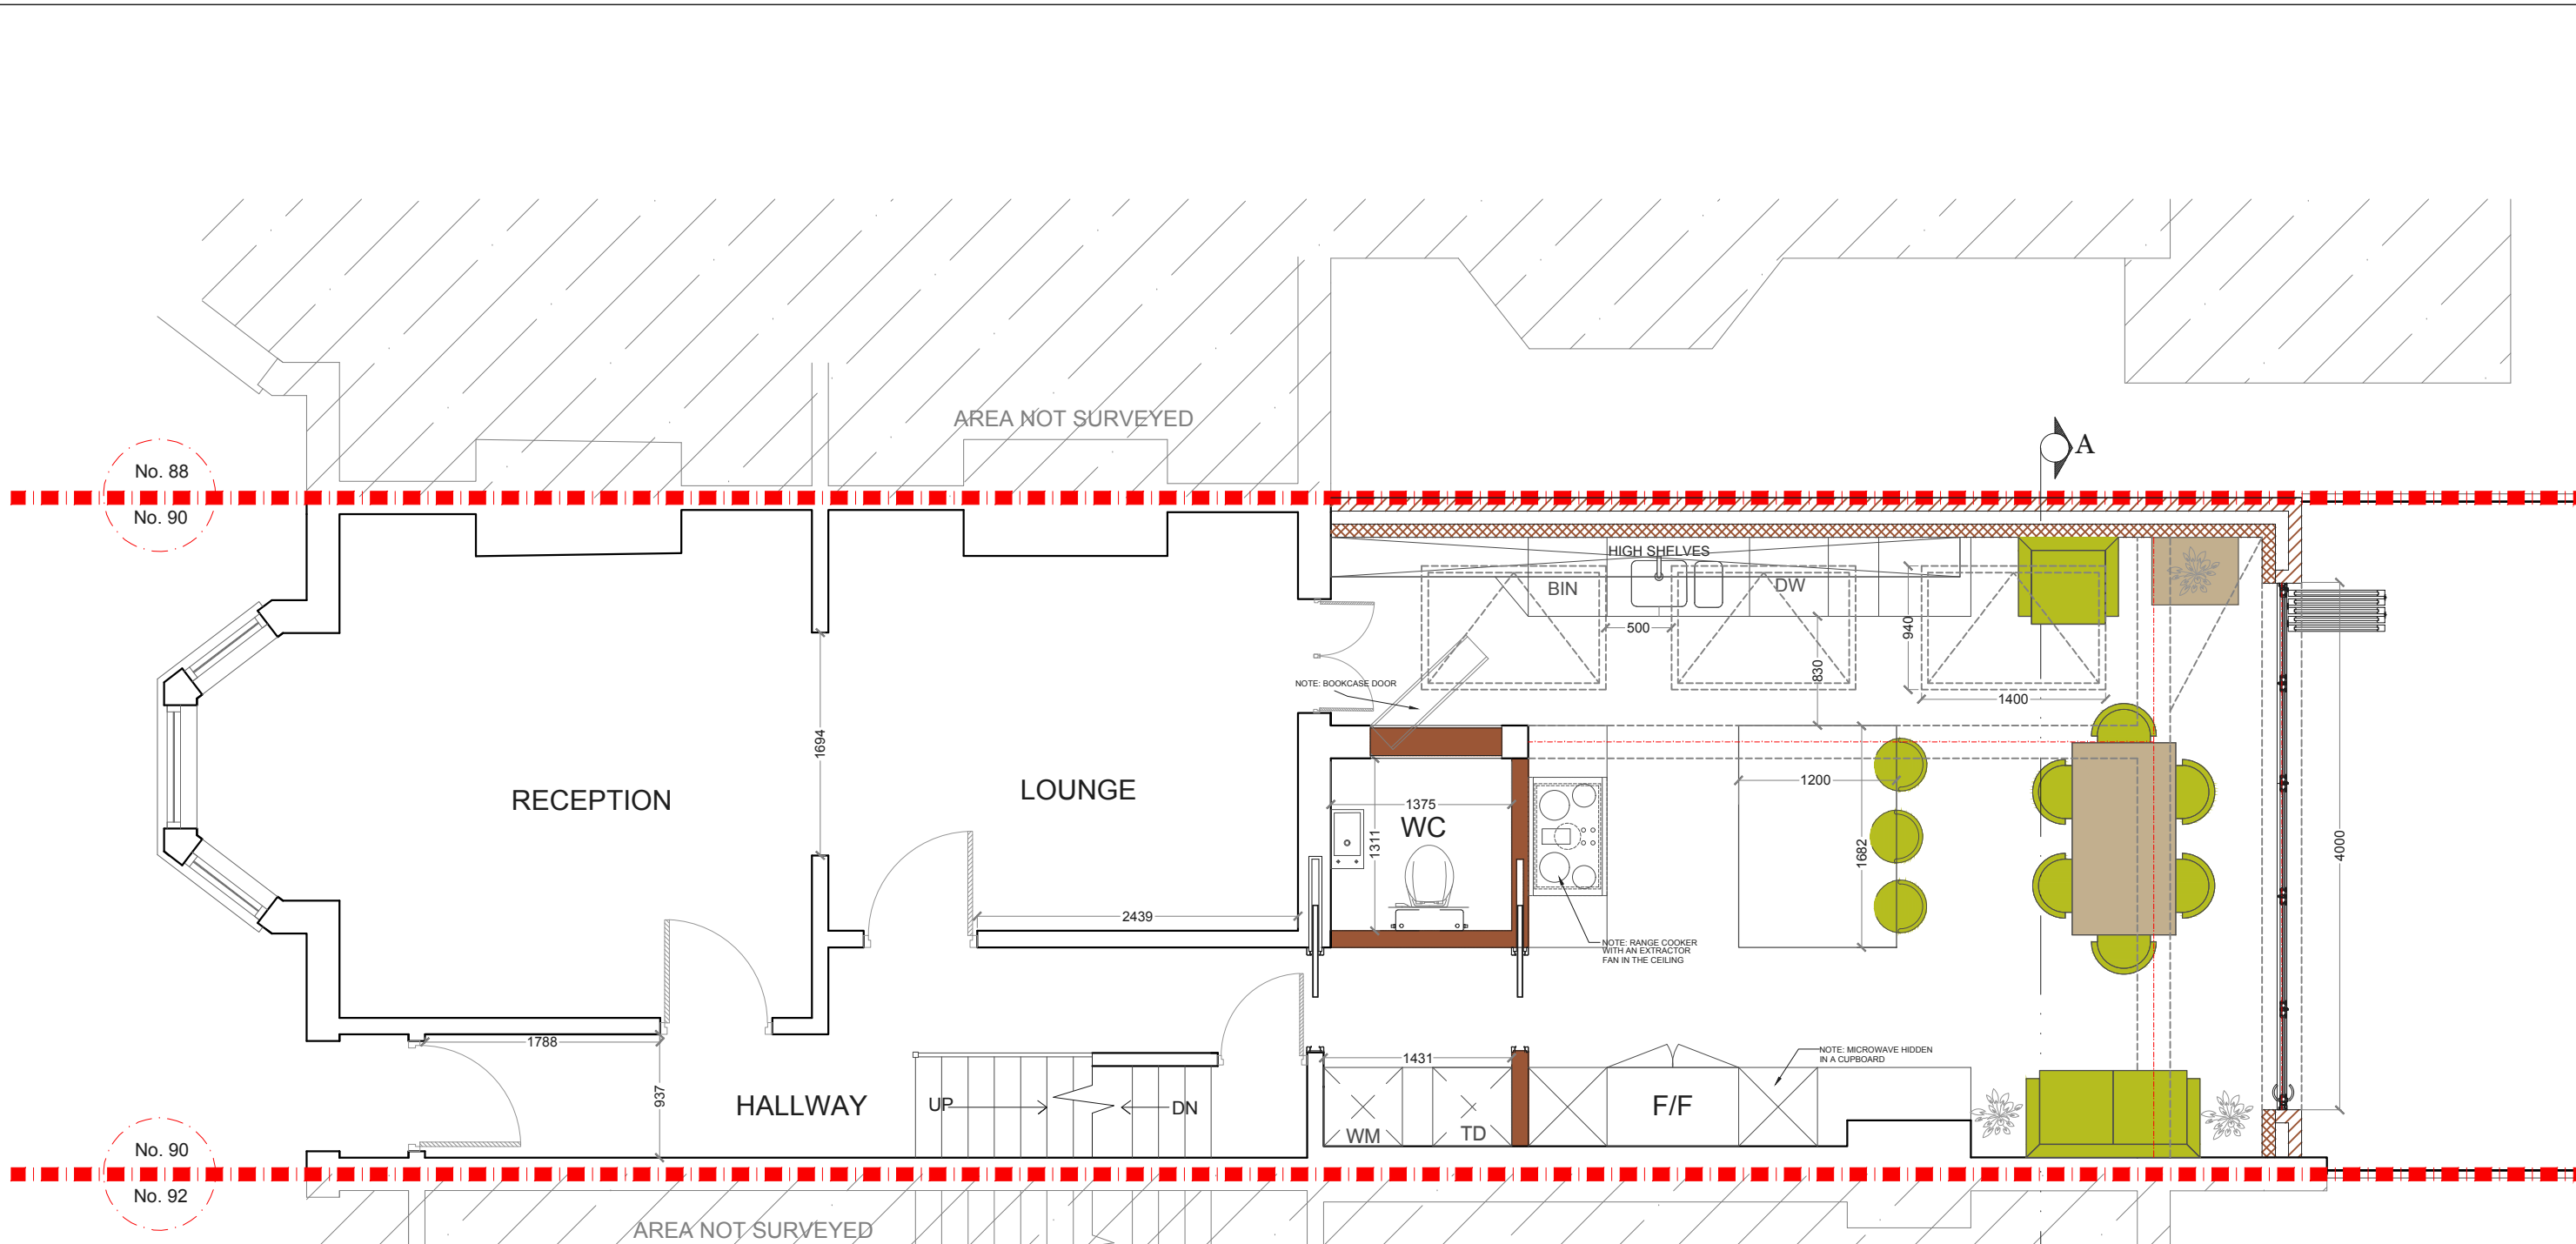 AREA NOT SURVEYED
A
No. 88
No. 90
HIGH SHELVES
BIN
DW
500
940
830
1400
NOTE: BOOKCASE DOOR
1694
RECEPTION
LOUNGE
1375
WC
1311
1200
1682
4000
2439
NOTE: RANGE COOKER
WITH AN EXTRACTOR
FAN IN THE CEILING
1788
937
HALLWAY
UP
DN
1431
WM
TD
F/F
NOTE: MICROWAVE HIDDEN
IN A CUPBOARD
No. 90
No. 92
AREA NOT SURVEYED